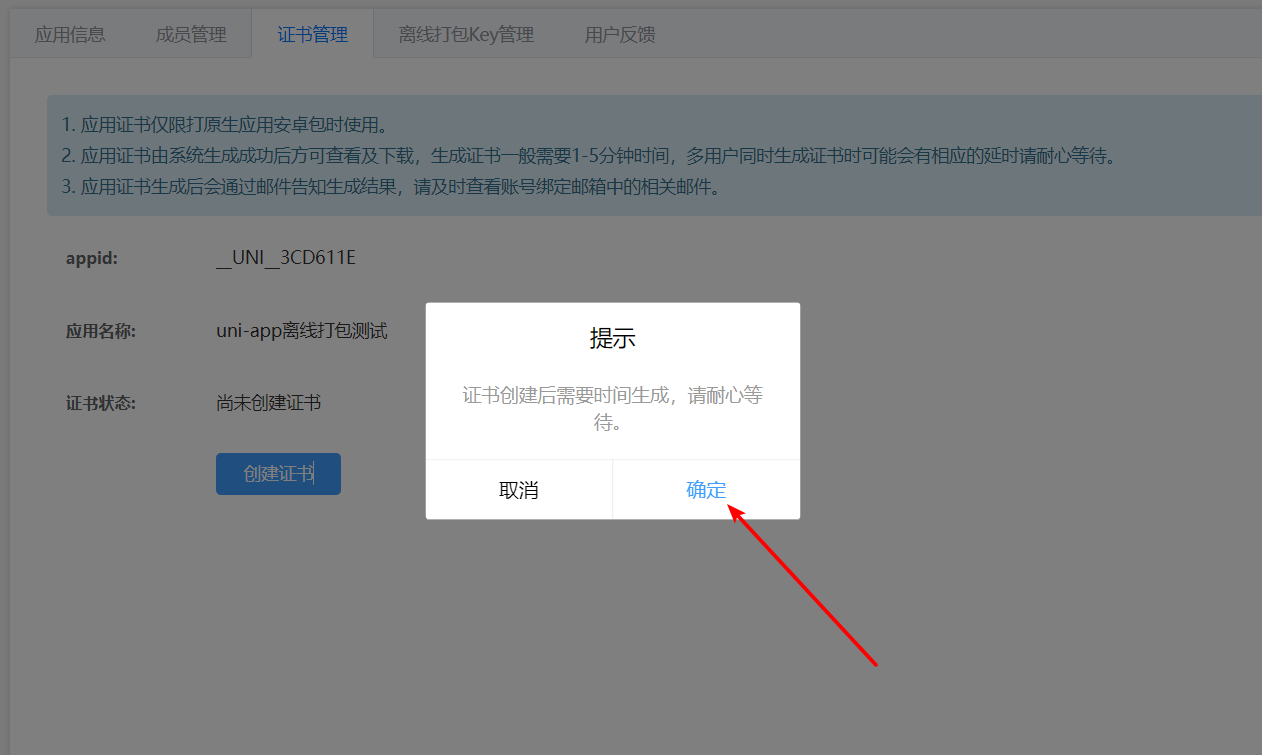 应用信息 成员管理 证书管理 离线打包Key管理 用户反馈
1. 应用证书仅限打原生应用安卓包时使用。
2. 应用证书由系统生成成功后方可查看及下载，生成证书一般需要1-5分钟时间，多用户同时生成证书时可能会有相应的延时请耐心等待。
3. 应用证书生成后会通过邮件告知生成结果，请及时查看账号绑定邮箱中的相关邮件。
appid: __UNI__3CD611E
应用名称: uni-app离线打包测试
证书状态: 尚未创建证书
创建证书
提示
证书创建后需要时间生成，请耐心等
待。
取消 确定